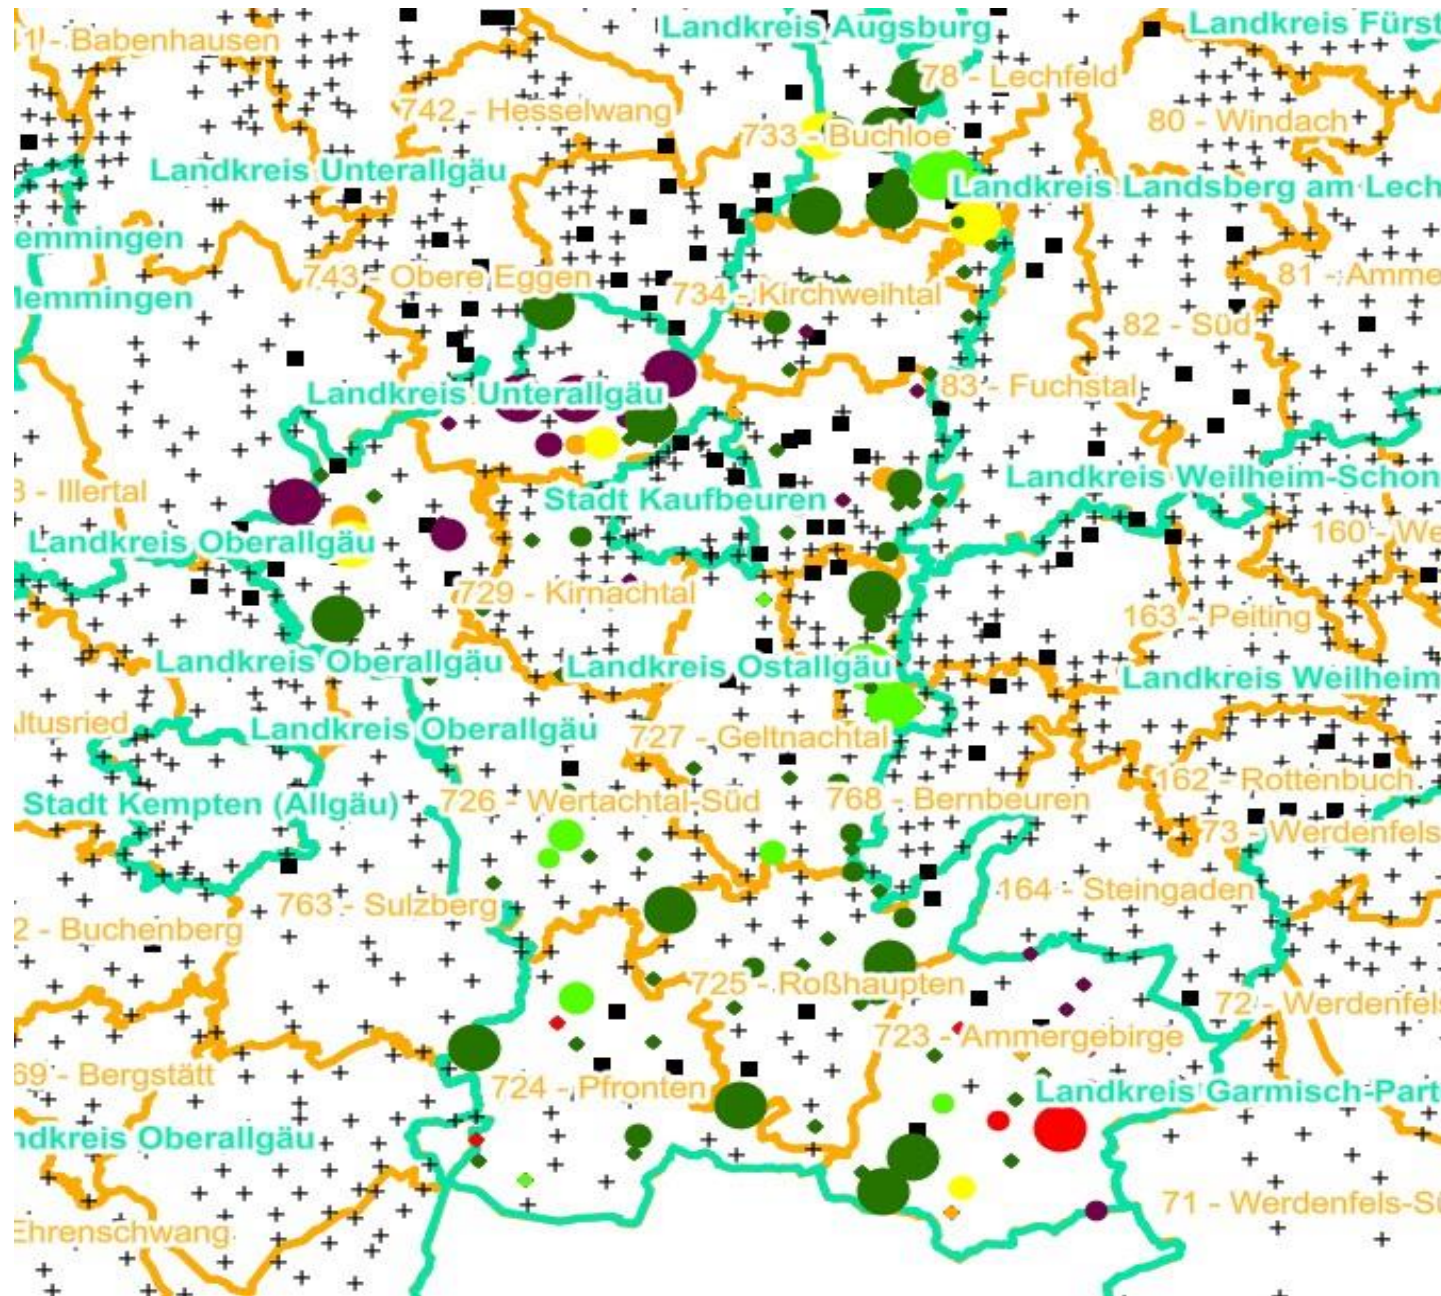 Landkreis Augsburg
Landkreis Fürst
41 - Babenhausen
78 - Lechfeld
742 - Hesselwang
733 - Buchloe
80 - Windach
Landkreis Unterallgäu
Landkreis Landsberg am Lech
emmingen
743 - Obere Eggen
734 - Kirchweihtal
81 - Amme
Memmingen
82 - Süd
Landkreis Unterallgäu
83 - Fuchstal
8 - Illertal
Stadt Kaufbeuren
Landkreis Weilheim-Schon
Landkreis Oberallgäu
160 - We
729 - Kirnachtal
163 - Peiting
Landkreis Oberallgäu
Landkreis Ostallgäu
Landkreis Weilheim
ltusried
Landkreis Oberallgäu
727 - Geltnachtal
162 - Rottenbuch
Stadt Kempten (Allgäu)
726 - Wertachtal-Süd
768 - Bernbeuren
73 - Werdenfels
763 - Sulzberg
164 - Steingaden
2 - Buchenberg
725 - Roßhaupten
72 - Werdenfels
723 - Ammergebirge
69 - Bergstätt
724 - Pfronten
Landkreis Garmisch-Part
ndkreis Oberallgäu
71 - Werdenfels-Sü
Ehrenschwang